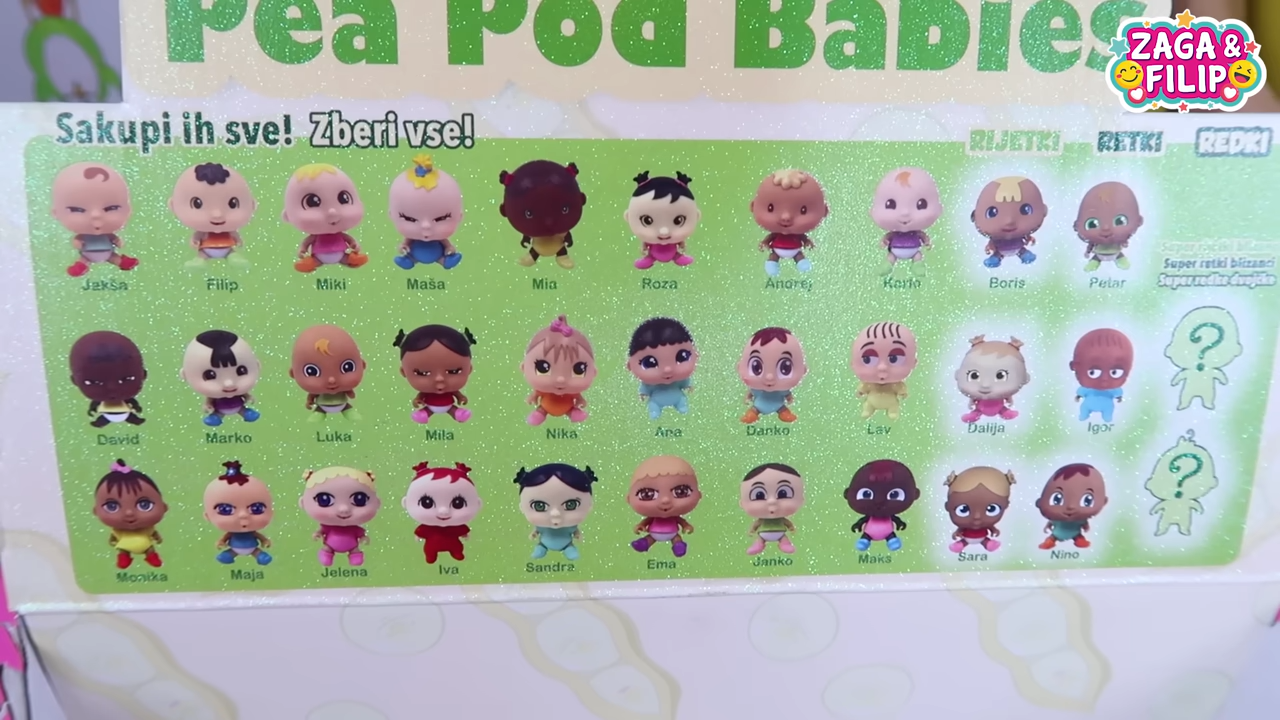 Pea Pod Babies
ZAGA &
FILIP
Sakupi ih sve! Zberi vse!
RIJETKI RETKI REDKI
Jakša Filip Miki Maša Mia Roza Andrej Karlo Boris Petar
Super rijetki blizanci
Super retki blizanci
Super redke dvojčke
David Marko Luka Mila Nika Ana Danko Lav Dalija Igor
?
Monika Maja Jelena Iva Sandra Ema Janko Maks Sara Nino
?